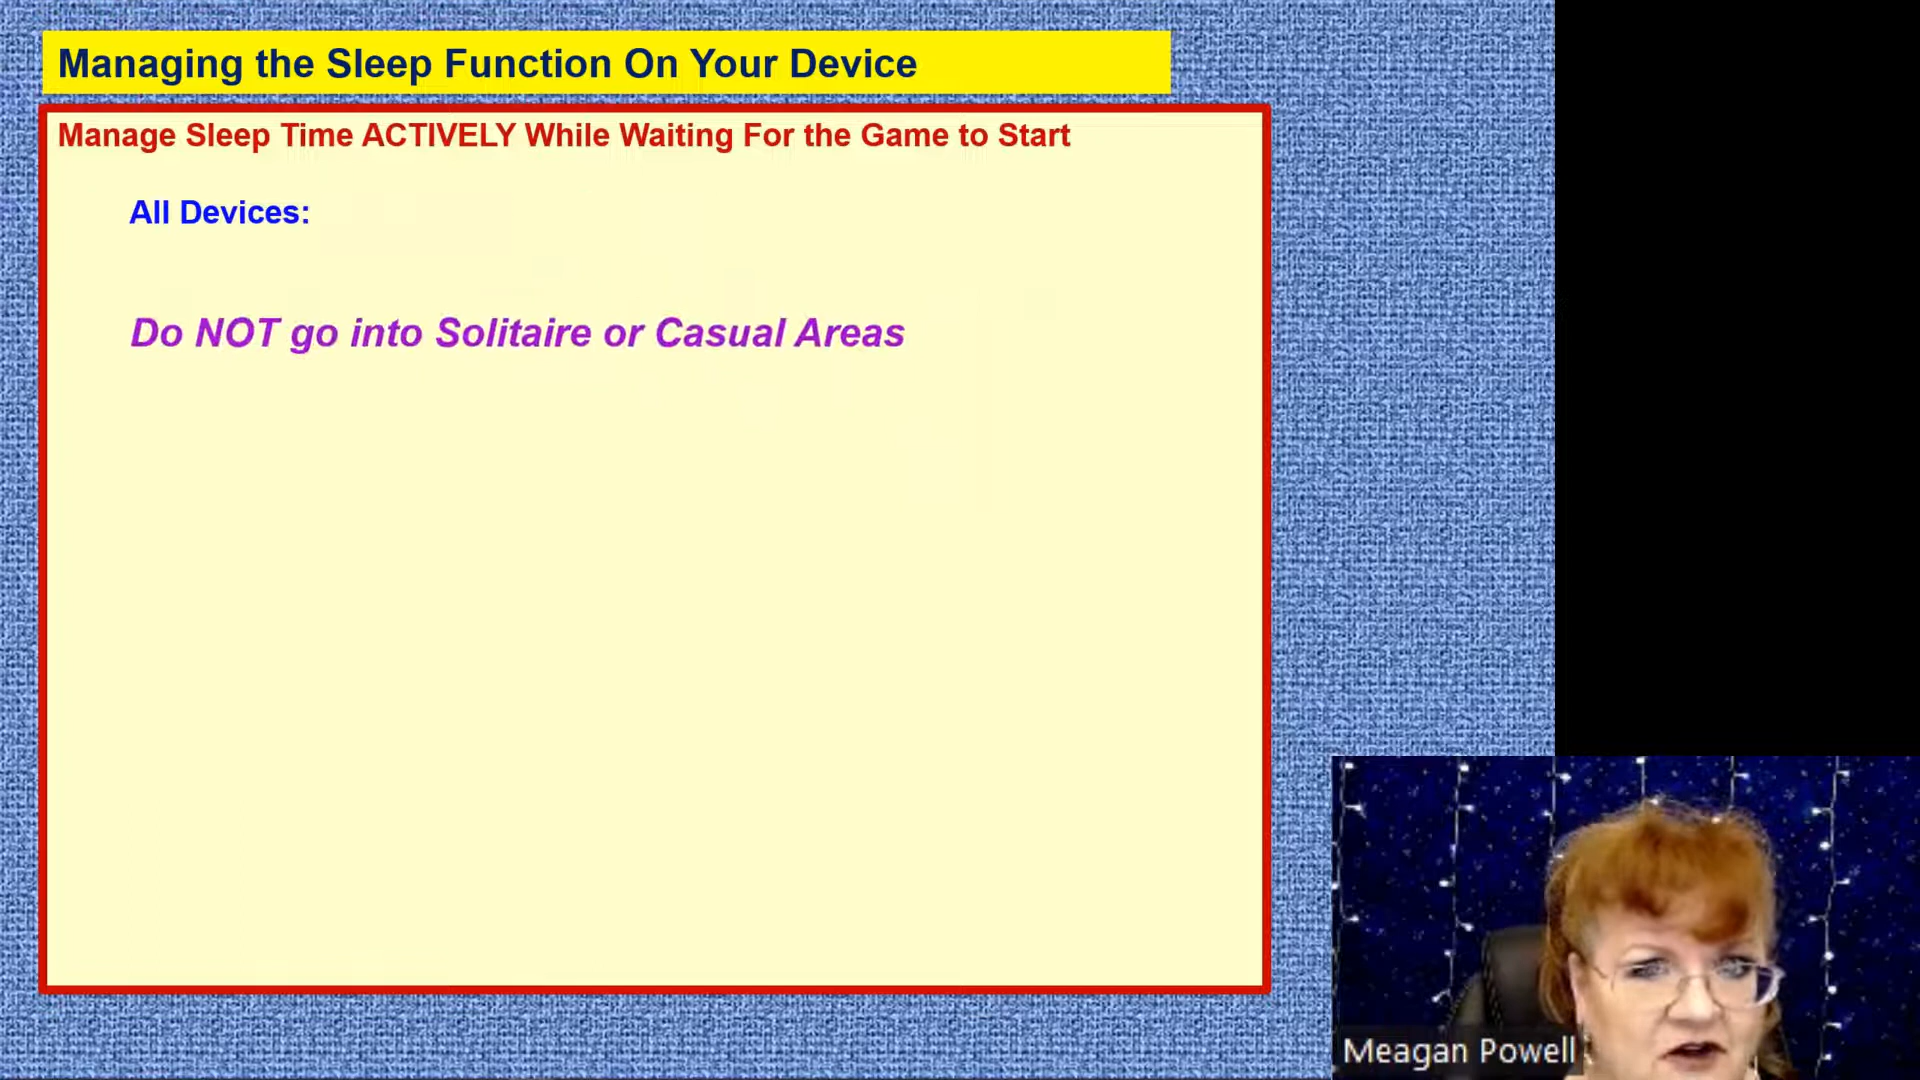 Managing the Sleep Function On Your Device
Manage Sleep Time ACTIVELY While Waiting For the Game to Start
All Devices:
Do NOT go into Solitaire or Casual Areas
Meagan Powell